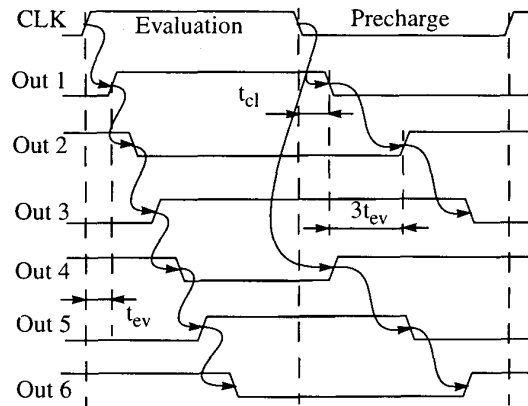 CLK
Evaluation
Precharge
Out 1
t_cl
Out 2
Out 3
3t_ev
Out 4
t_ev
Out 5
Out 6